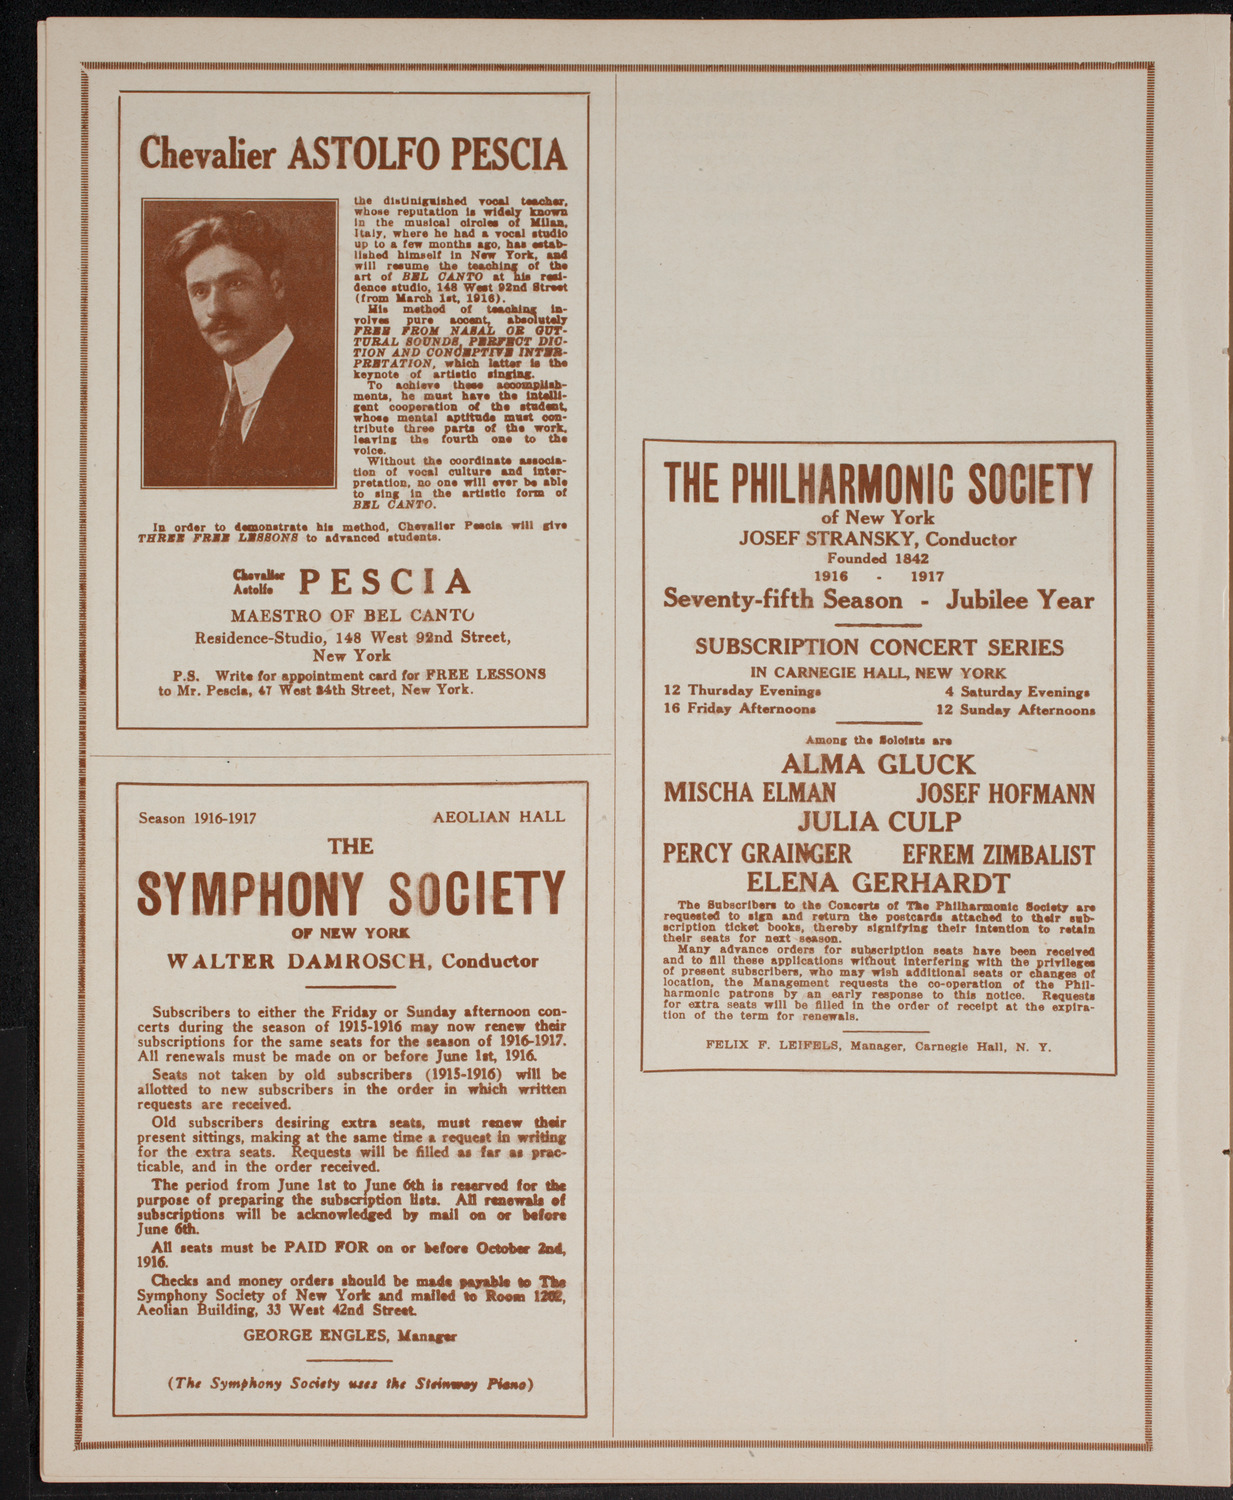 Chevalier ASTOLFO PESCIA
the distinguished vocal teacher,
whose reputation is widely known
in the musical circles of Milan,
Italy, where he had a vocal studio
up to a few months ago, has estab-
lished himself in New York, and
will resume the teaching of the
art of BEL CANTO at his resi-
dence studio, 148 West 92nd Street
(from March 1st, 1916).
His method of teaching in-
volves pure accent, absolutely
FREE FROM NASAL OR GUT-
TURAL SOUNDS, PERFECT DIC-
TION AND CONCEPTIVE INTER-
PRETATION, which latter is the
keynote of artistic singing.
To achieve these accomplish-
ments, he must have the intelli-
gent cooperation of the student,
whose mental aptitude must con-
tribute three parts of the work,
leaving the fourth one to the
voice.
Without the coordinate associa-
tion of vocal culture and inter-
pretation, no one will ever be able
to sing in the artistic form of
BEL CANTO.
In order to demonstrate his method, Chevalier Pescia will give
THREE FREE LESSONS to advanced students.
Chevalier
Astolfo PESCIA
MAESTRO OF BEL CANTO
Residence-Studio, 148 West 92nd Street,
New York
P.S. Write for appointment card for FREE LESSONS
to Mr. Pescia, 47 West 34th Street, New York.
Season 1916-1917 AEOLIAN HALL
THE
SYMPHONY SOCIETY
OF NEW YORK
WALTER DAMROSCH, Conductor
Subscribers to either the Friday or Sunday afternoon con-
certs during the season of 1915-1916 may now renew their
subscriptions for the same seats for the season of 1916-1917.
All renewals must be made on or before June 1st, 1916.
Seats not taken by old subscribers (1915-1916) will be
allotted to new subscribers in the order in which written
requests are received.
Old subscribers desiring extra seats, must renew their
present sittings, making at the same time a request in writing
for the extra seats. Requests will be filled as far as prac-
ticable, and in the order received.
The period from June 1st to June 6th is reserved for the
purpose of preparing the subscription lists. All renewals of
subscriptions will be acknowledged by mail on or before
June 6th.
All seats must be PAID FOR on or before October 2nd,
1916.
Checks and money orders should be made payable to The
Symphony Society of New York and mailed to Room 1202,
Aeolian Building, 33 West 42nd Street.
GEORGE ENGLES, Manager
(The Symphony Society uses the Steinway Piano)
THE PHILHARMONIC SOCIETY
of New York
JOSEF STRANSKY, Conductor
Founded 1842
1916 - 1917
Seventy-fifth Season - Jubilee Year
SUBSCRIPTION CONCERT SERIES
IN CARNEGIE HALL, NEW YORK
12 Thursday Evenings 4 Saturday Evenings
16 Friday Afternoons 12 Sunday Afternoons
Among the Soloists are
ALMA GLUCK
MISCHA ELMAN JOSEF HOFMANN
JULIA CULP
PERCY GRAINGER EFREM ZIMBALIST
ELENA GERHARDT
The Subscribers to the Concerts of The Philharmonic Society are
requested to sign and return the postcards attached to their sub-
scription ticket books, thereby signifying their intention to retain
their seats for next season.
Many advance orders for subscription seats have been received
and to fill these applications without interfering with the privileges
of present subscribers, who may wish additional seats or changes of
location, the Management requests the co-operation of the Phil-
harmonic patrons by an early response to this notice. Requests
for extra seats will be filled in the order of receipt at the expira-
tion of the term for renewals.
FELIX F. LEIFELS, Manager, Carnegie Hall, N. Y.